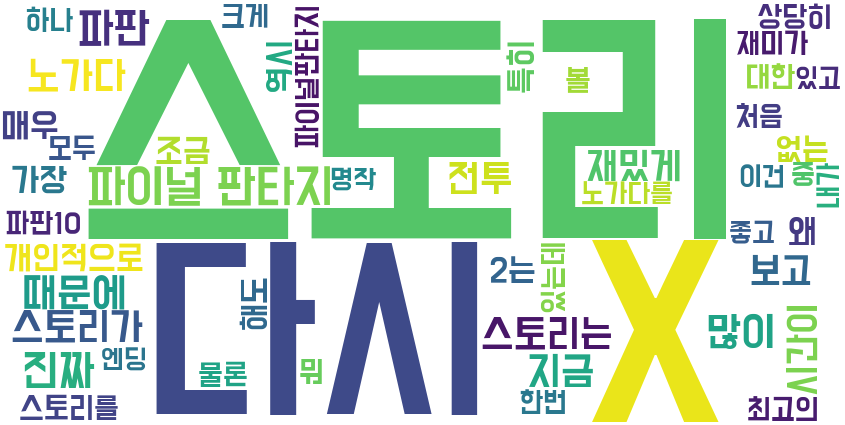 하나
파판
크게
역시
파이널판타지
특히
볼
상당히
재미가
대한
있고
노가다
스토리
매우
모두
조금
처음
없는
가장
파이널 판타지
명작
전투
재밌게
노가다를
이건
중
내가
파판10
좋고
왜
개인적으로
다시
X
2는
있는데
보고
때문에
해도
스토리가
스토리는
많이
시간이
진짜
엔딩
물론
뭐
지금
스토리를
한번
최고의